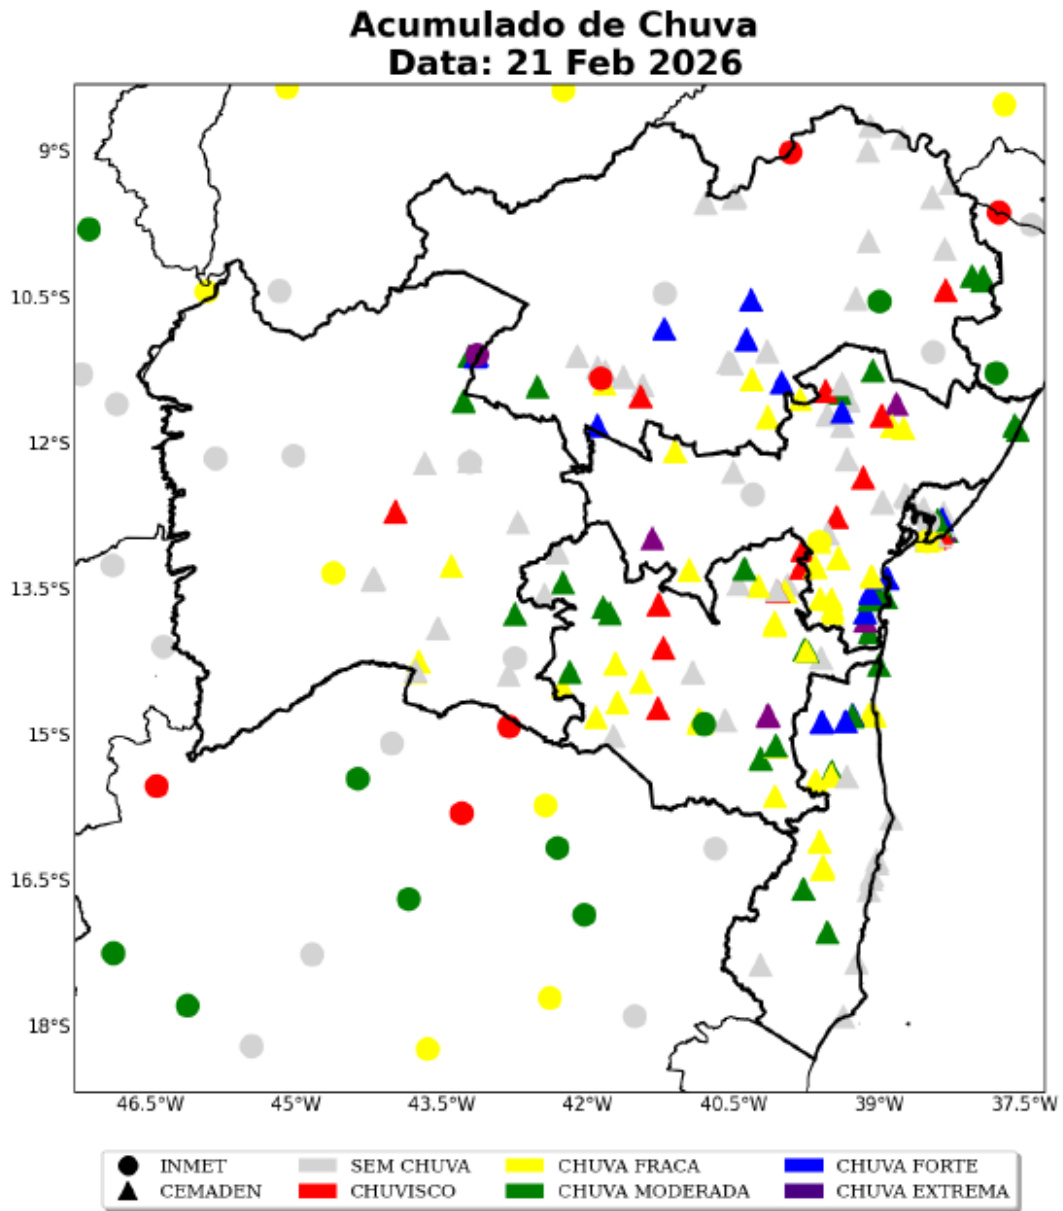 Acumulado de Chuva
Data: 21 Feb 2026
9°S
10.5°S
12°S
13.5°S
15°S
16.5°S
18°S
46.5°W 45°W 43.5°W 42°W 40.5°W 39°W 37.5°W
INMET SEM CHUVA CHUVA FRACA CHUVA FORTE
CEMADEN CHUVISCO CHUVA MODERADA CHUVA EXTREMA